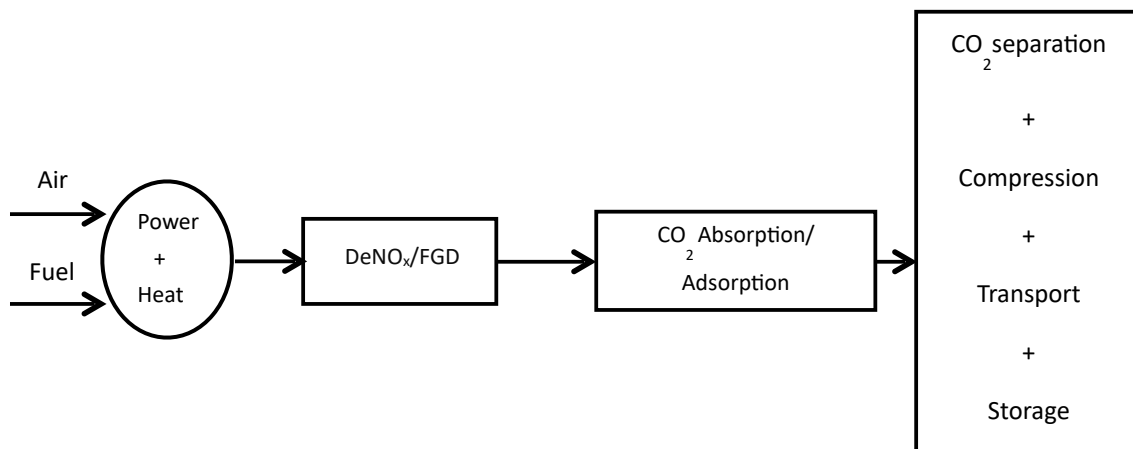 Air
Fuel
Power
+
Heat
DeNOₓ/FGD
CO₂ Absorption/
Adsorption
CO₂ separation
+
Compression
+
Transport
+
Storage